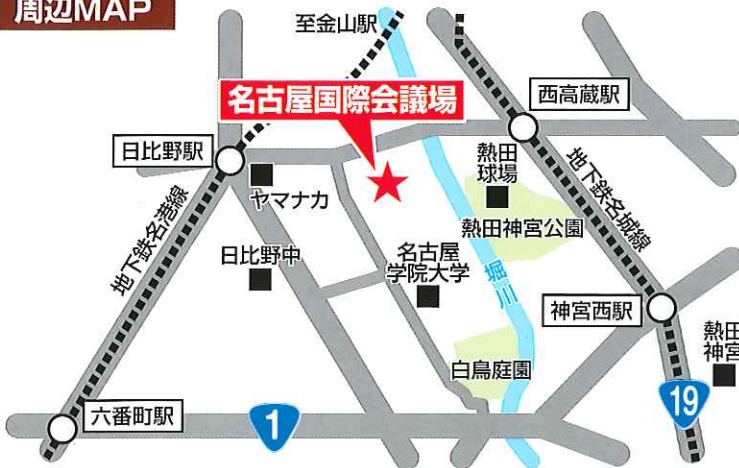 周辺MAP
至金山駅
名古屋国際会議場
西高蔵駅
日比野駅
ヤマナカ
熱田
球場
地下鉄名城線
熱田神宮公園
地下鉄名港線
日比野中
名古屋
学院大学
堀川
神宮西駅
熱田
神宮
白鳥庭園
19
六番町駅
1